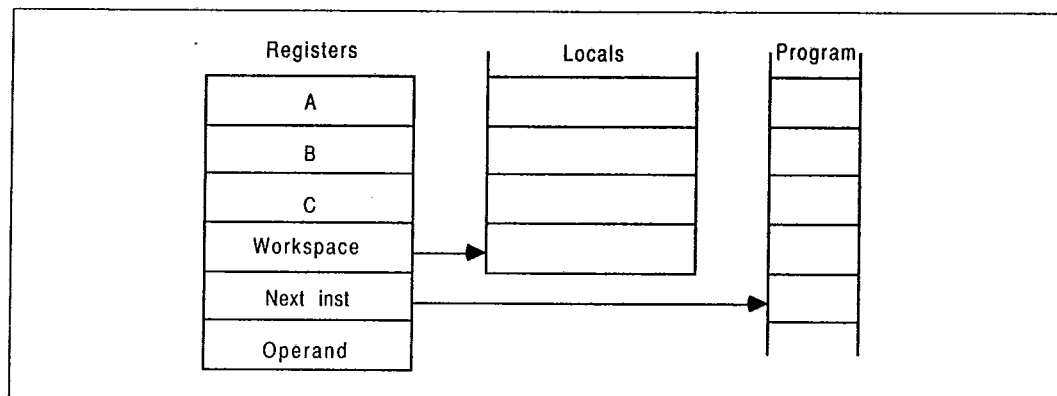 Registers
Locals
Program
A
B
C
Workspace
Next inst
Operand